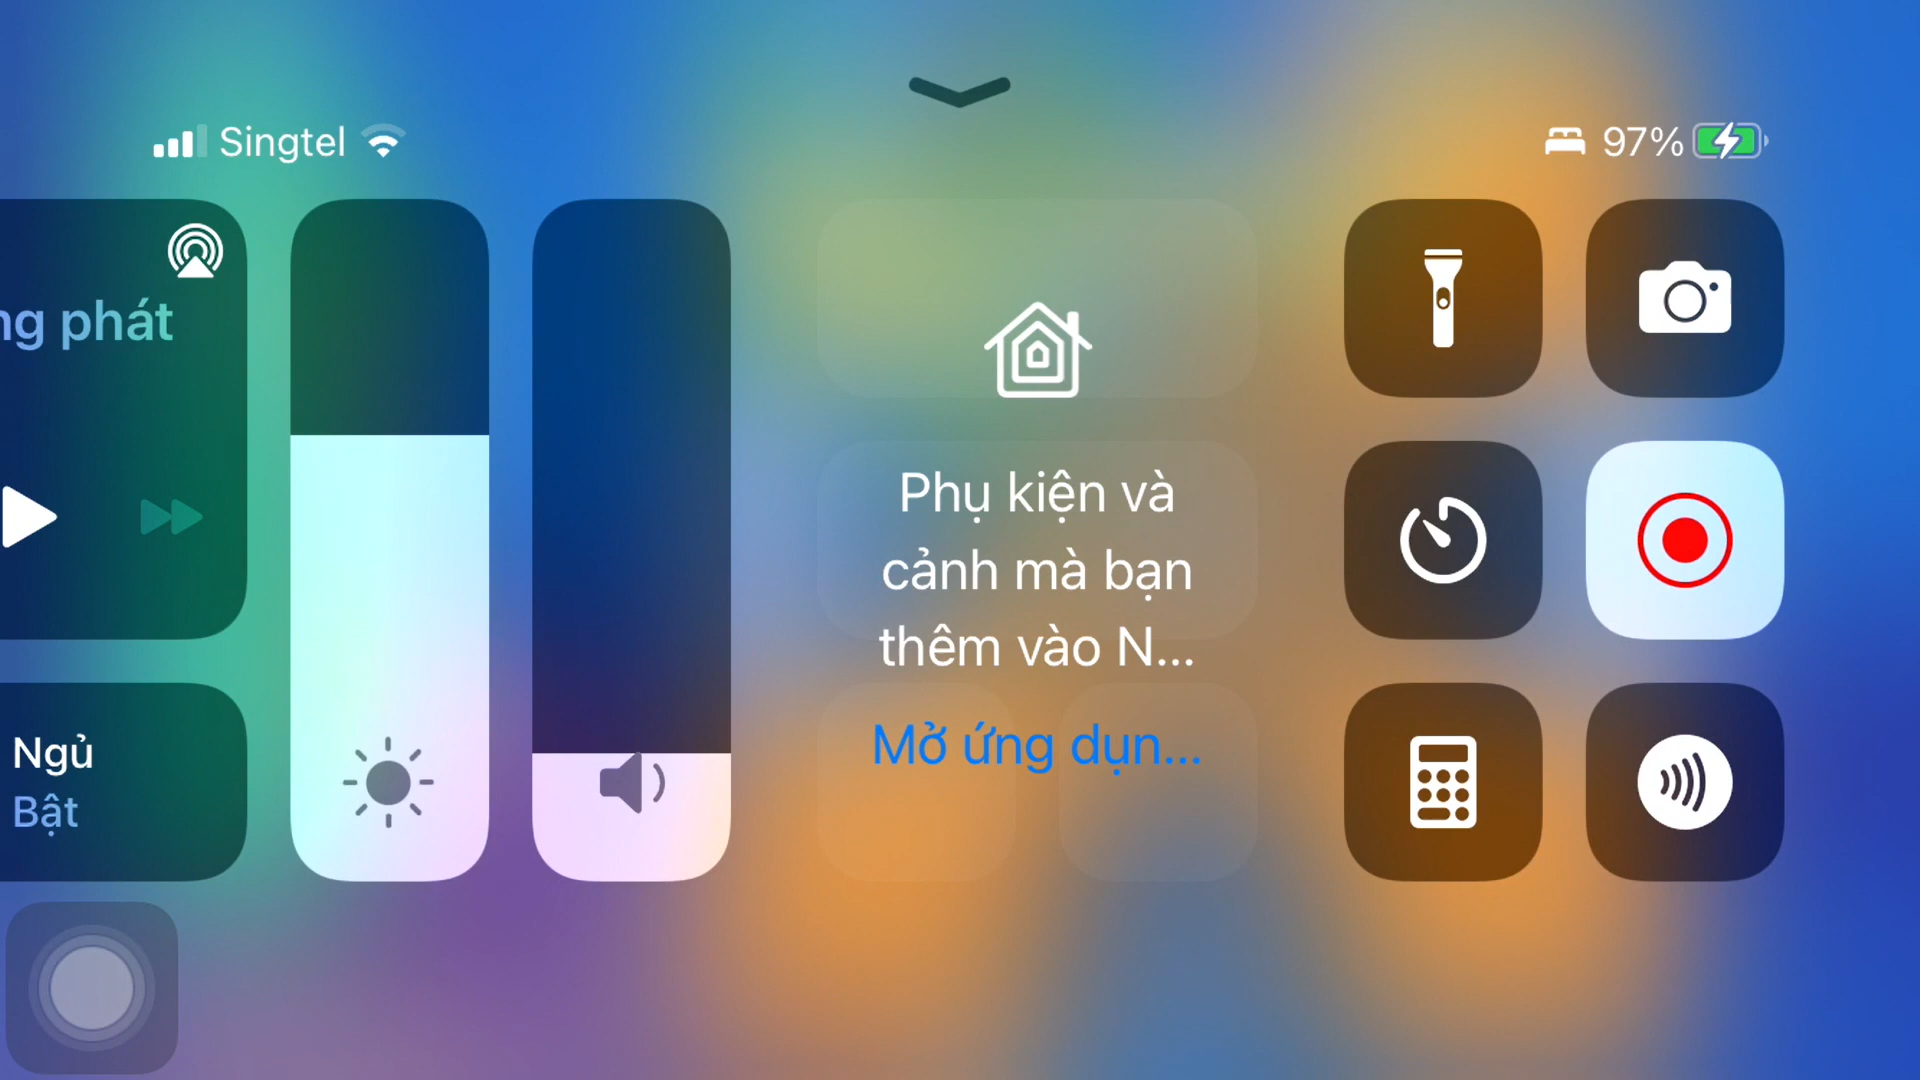 Singtel
97%
ng phát
Phụ kiện và
cảnh mà bạn
thêm vào N...
Mở ứng dụn...
Ngủ
Bật